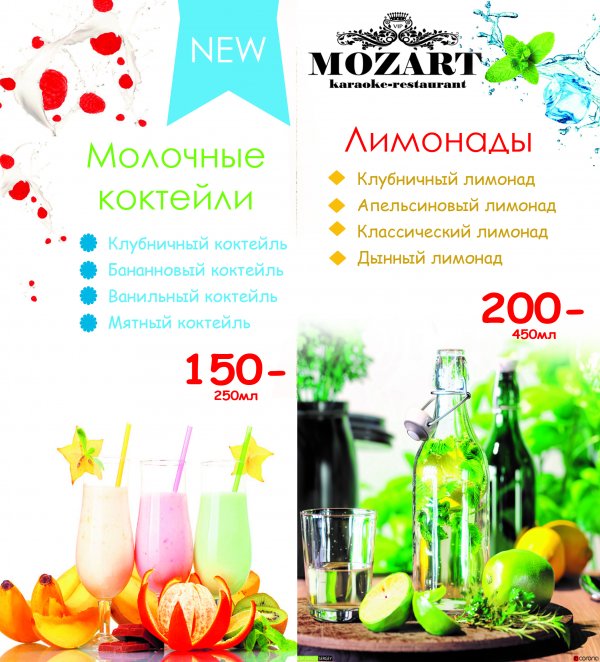 NEW
Молочные
коктейли
Клубничный коктейль
Бананновый коктейль
Ванильный коктейль
Мятный коктейль
150-
250мл
VIP
MOZART
karaoke-restaurant
Лимонады
Клубничный лимонад
Апельсиновый лимонад
Классический лимонад
Дынный лимонад
200-
450мл